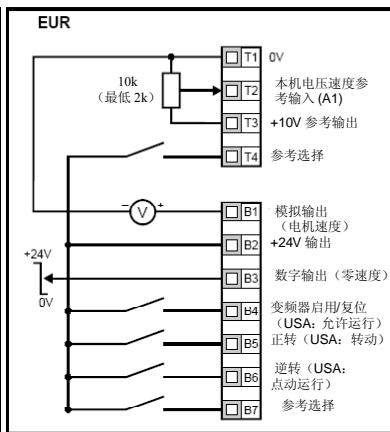 EUR
T1 0V
10k
（最低 2k）
T2 本机电压速度参
考输入 (A1)
T3 +10V 参考输出
T4 参考选择
− V +
B1 模拟输出
（电机速度）
B2 +24V 输出
+24V
0V
B3 数字输出（零速度）
B4 变频器启用/复位
（USA：允许运行）
B5 正转（USA：转动）
B6 逆转（USA：
点动运行）
B7 参考选择